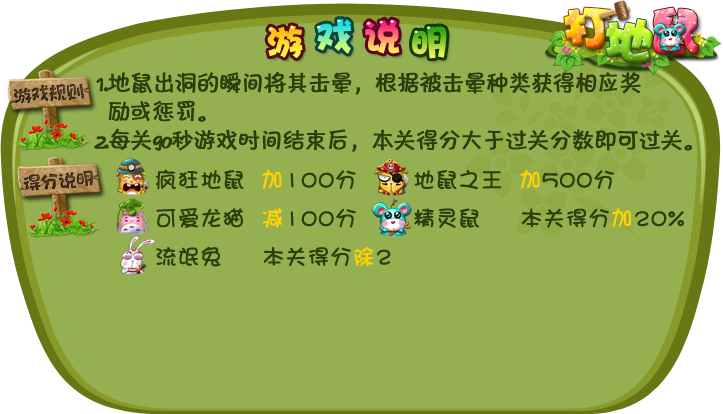 游戏说明
打地鼠
游戏规则
1.地鼠出洞的瞬间将其击晕，根据被击晕种类获得相应奖
励或惩罚。
2.每关90秒游戏时间结束后，本关得分大于过关分数即可过关。
得分说明
疯狂地鼠 加100分 地鼠之王 加500分
可爱龙猫 减100分 精灵鼠 本关得分加20%
流氓兔 本关得分除2